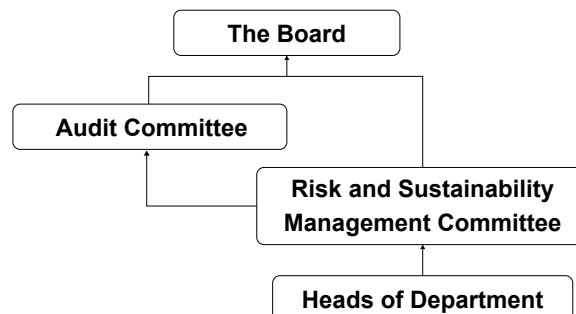 The Board
Audit Committee
Risk and Sustainability
Management Committee
Heads of Department